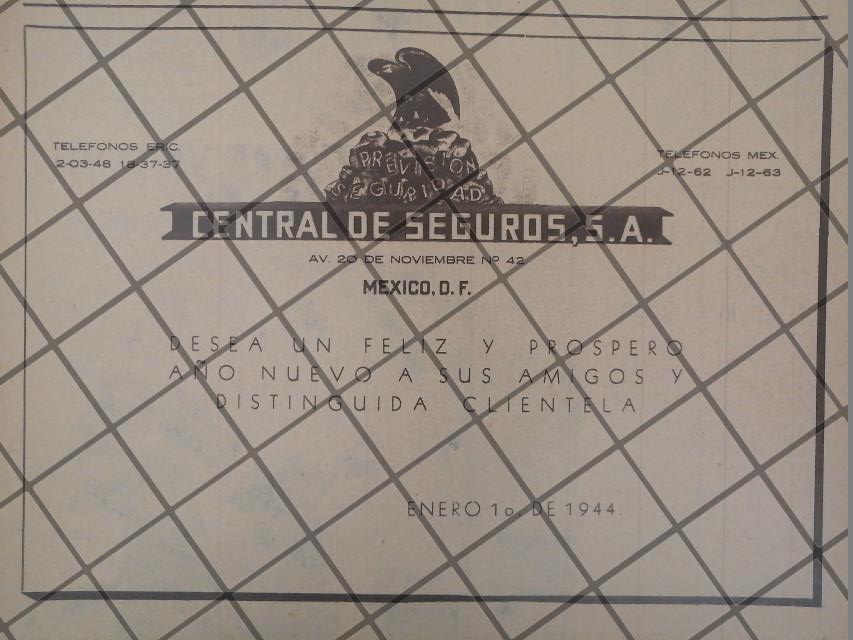 PREVISION
SEGURIDAD
TELEFONOS ERIC.
2-03-48 18-37-37
TELEFONOS MEX.
J-12-62 J-12-63
CENTRAL DE SEGUROS, S.A.
AV. 20 DE NOVIEMBRE Nº 42
MEXICO, D. F.
DESEA UN FELIZ Y PROSPERO
AÑO NUEVO A SUS AMIGOS Y
DISTINGUIDA CLIENTELA
ENERO 1o. DE 1944.